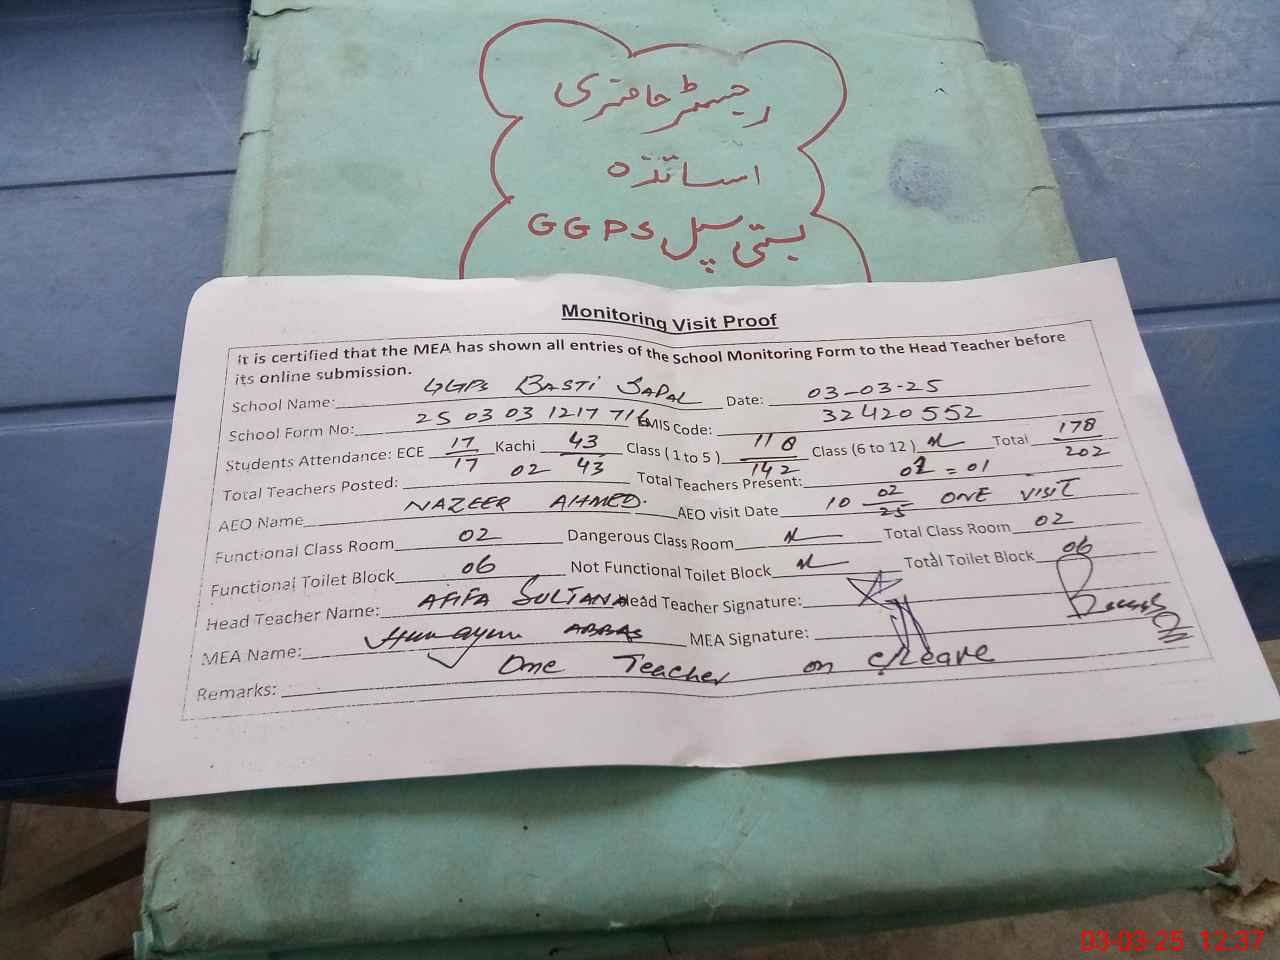 رجسٹر حاضری
اساتذہ
بستی سپل GGPS
Monitoring Visit Proof
It is certified that the MEA has shown all entries of the School Monitoring Form to the Head Teacher before
its online submission.
School Name: GGPS BASTI SAPAL Date: 03-03-25
School Form No: 25 03 03 1217 716 EMIS Code: 32420552
Students Attendance: ECE 17/17 Kachi 43/43 Class (1 to 5) 118/142 Class (6 to 12) Total 178/202
Total Teachers Posted: 02 Total Teachers Present: 02 = 01
AEO Name NAZEER AHMED. AEO visit Date 10 02/25 ONE VISIT
Functional Class Room 02 Dangerous Class Room Total Class Room 02
Functional Toilet Block 06 Not Functional Toilet Block Total Toilet Block 06
Head Teacher Name: AFIFA SULTANA Head Teacher Signature:
MEA Name: Humayun ABBAS MEA Signature:
Remarks: One Teacher on c/Leave
03-03-25 12:37